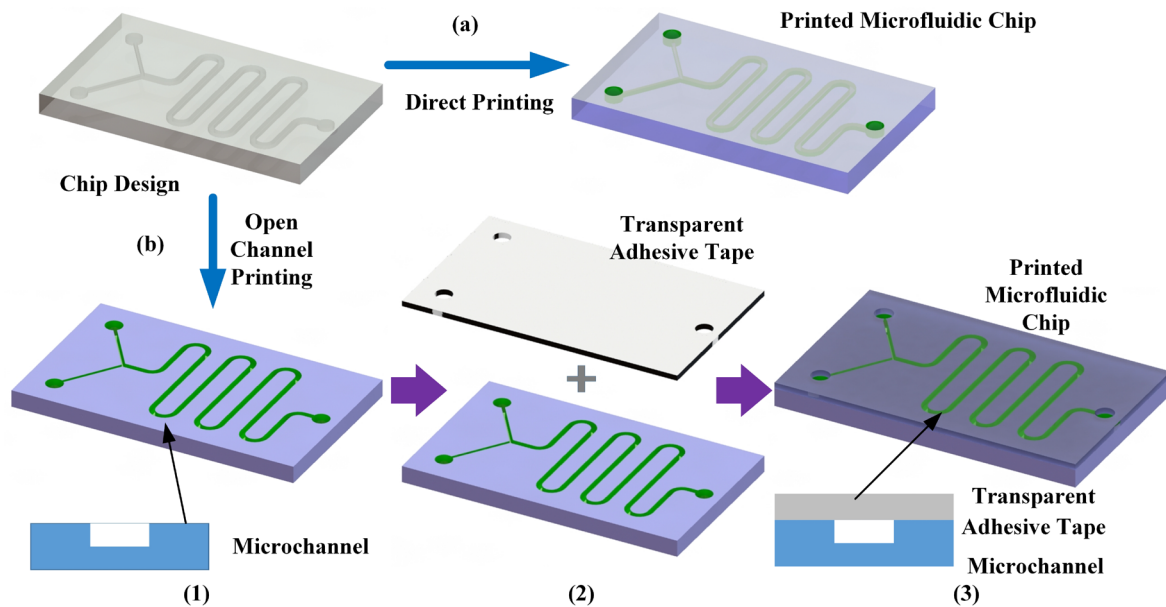 (a)
Printed Microfluidic Chip
Direct Printing
Chip Design
(b)
Open
Channel
Printing
Transparent
Adhesive Tape
Printed
Microfluidic
Chip
Microchannel
Transparent
Adhesive Tape
Microchannel
(1)
(2)
(3)